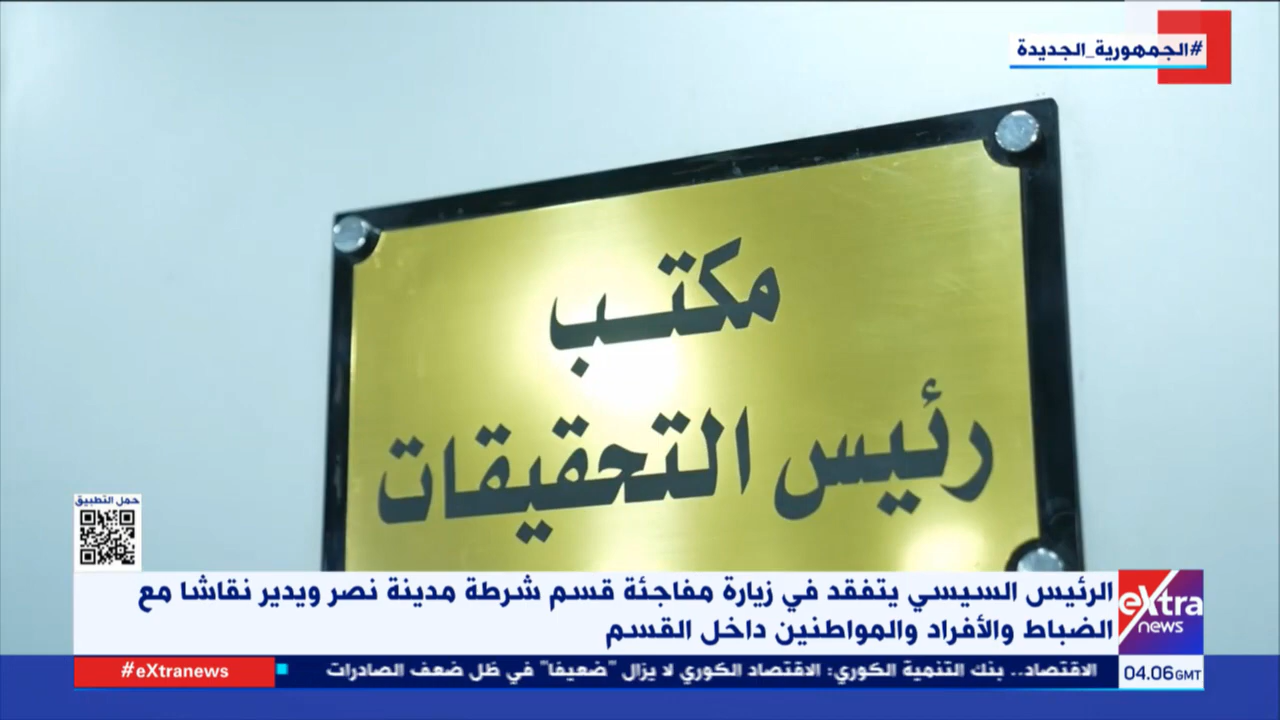 #الجمهورية_الجديدة
مكتب
رئيس التحقيقات
حمل التطبيق
الرئيس السيسي يتفقد في زيارة مفاجئة قسم شرطة مدينة نصر ويدير نقاشا مع
الضباط والأفراد والمواطنين داخل القسم
eXtra
news
#eXtranews
الاقتصاد.. بنك التنمية الكوري: الاقتصاد الكوري لا يزال "ضعيفا" في ظل ضعف الصادرات
04.06 GMT